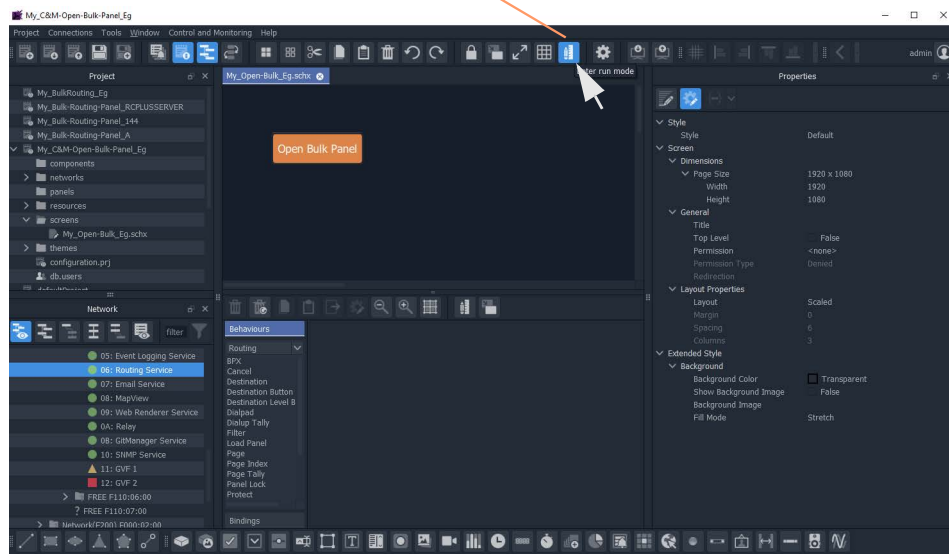 My_C&M-Open-Bulk-Panel_Eg
Project Connections Tools Window Control and Monitoring Help
admin
Project
My_BulkRouting_Eg
My_Bulk-Routing-Panel_RCPLUSSERVER
My_Bulk-Routing-Panel_144
My_Bulk-Routing-Panel_A
My_C&M-Open-Bulk-Panel_Eg
components
networks
panels
resources
screens
My_Open-Bulk_Eg.schx
themes
configuration.prj
db.users
defaultProject
Network
filter
05: Event Logging Service
06: Routing Service
07: Email Service
08: MapView
09: Web Renderer Service
0A: Relay
0B: GitManager Service
10: SNMP Service
11: GVF 1
12: GVF 2
FREE F110:06:00
? FREE F110:07:00
Network(F200) F000:02:00
My_Open-Bulk_Eg.schx
ter run mode
Open Bulk Panel
Behaviours
Routing
BPX
Cancel
Destination
Destination Button
Destination Level B
Dialpad
Dialup Tally
Filter
Load Panel
Page
Page Index
Page Tally
Panel Lock
Protect
Bindings
Properties
Style
Style Default
Screen
Dimensions
Page Size 1920 x 1080
Width 1920
Height 1080
General
Title
Top Level False
Permission <none>
Permission Type Denied
Redirection
Layout Properties
Layout Scaled
Margin 0
Spacing 6
Columns 3
Extended Style
Background
Background Color Transparent
Show Background Image False
Background Image
Fill Mode Stretch